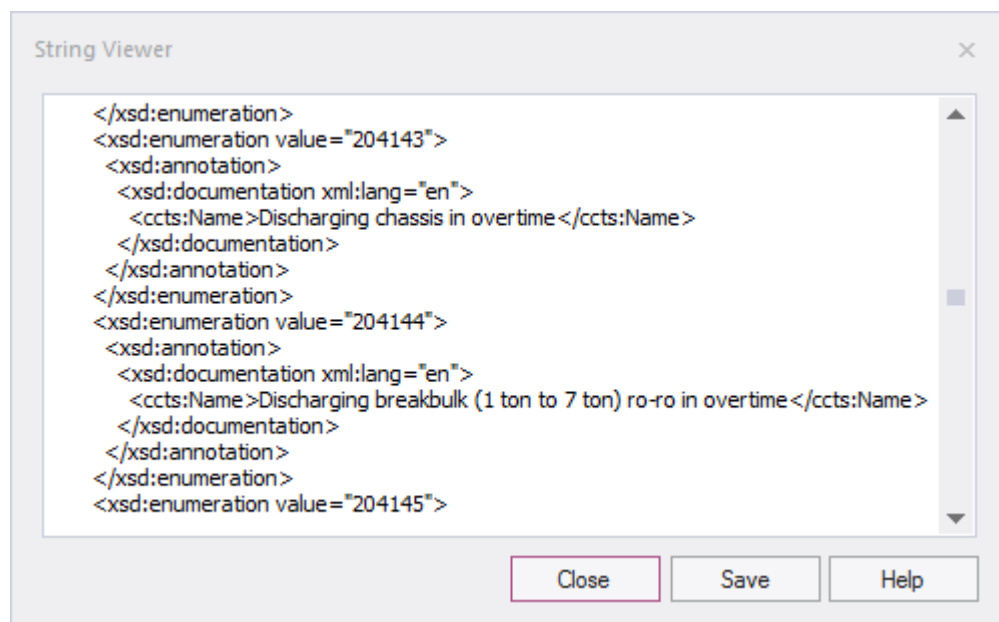 String Viewer
</xsd:enumeration>
<xsd:enumeration value="204143">
<xsd:annotation>
<xsd:documentation xml:lang="en">
<ccts:Name>Discharging chassis in overtime</ccts:Name>
</xsd:documentation>
</xsd:annotation>
</xsd:enumeration>
<xsd:enumeration value="204144">
<xsd:annotation>
<xsd:documentation xml:lang="en">
<ccts:Name>Discharging breakbulk (1 ton to 7 ton) ro-ro in overtime</ccts:Name>
</xsd:documentation>
</xsd:annotation>
</xsd:enumeration>
<xsd:enumeration value="204145">
Close Save Help